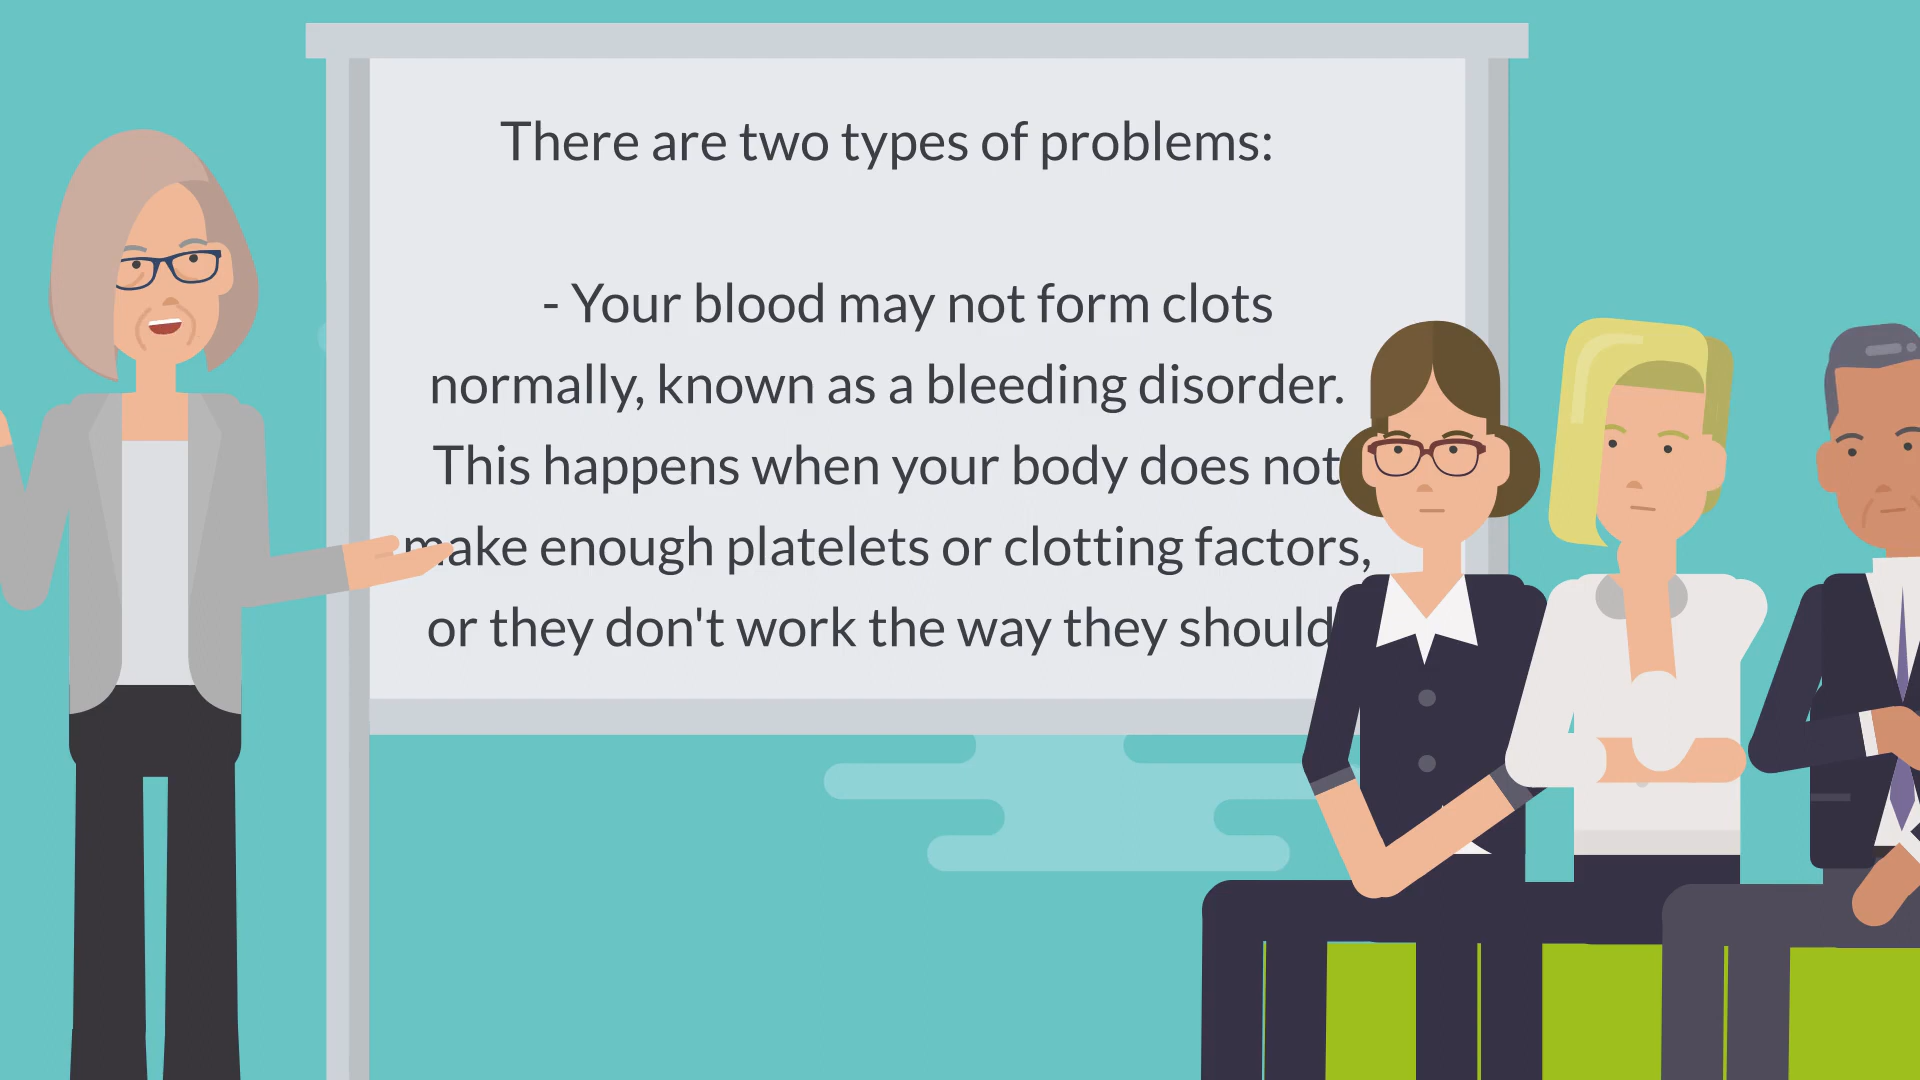 There are two types of problems:
- Your blood may not form clots
normally, known as a bleeding disorder.
This happens when your body does not
make enough platelets or clotting factors,
or they don't work the way they should